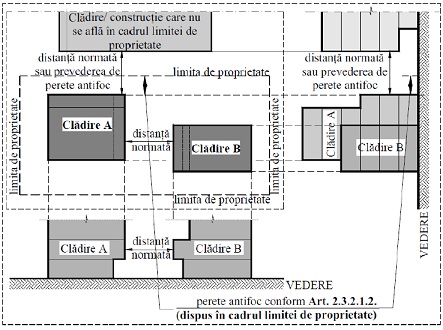 Clădire/ construcție care nu
se află în cadrul limitei de
proprietate
distanță normată
sau prevederea de
perete antifoc
limita de proprietate
distanță normată
sau prevederea de
perete antifoc
limita de proprietate
Clădire A
distanță
normată
Clădire B
limita de proprietate
Clădire A
Clădire B
limita de proprietate
Clădire A
distanță
normată
Clădire B
VEDERE
VEDERE
perete antifoc conform Art. 2.3.2.1.2.
(dispus în cadrul limitei de proprietate)